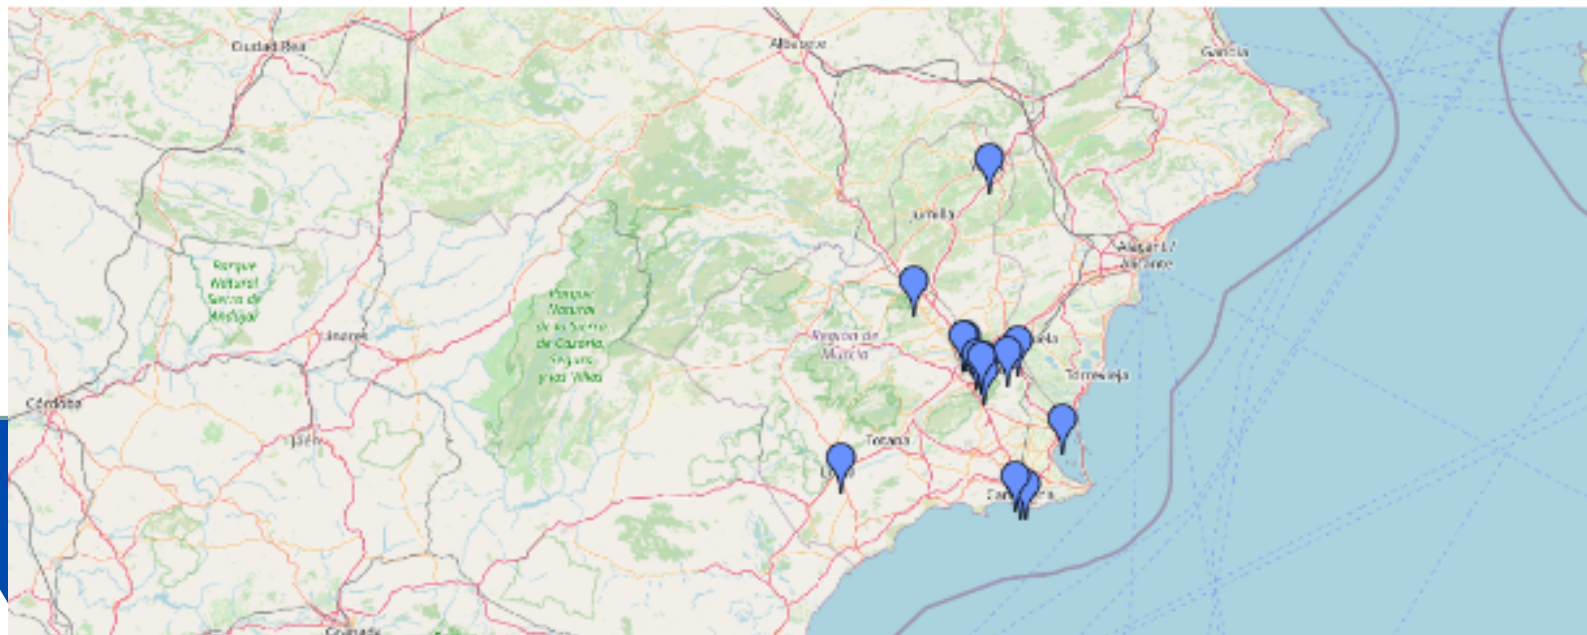 Ciudad Real
Albacete
Gandia
Jumilla
Alacant /
Alicante
Parque
Natural
Sierra de
Andújar
Parque
Natural
de la Sierra
de Cazorla,
Segura
y las Villas
Linares
Región de
Murcia
Torrevieja
Córdoba
Jaén
Totana
Granada